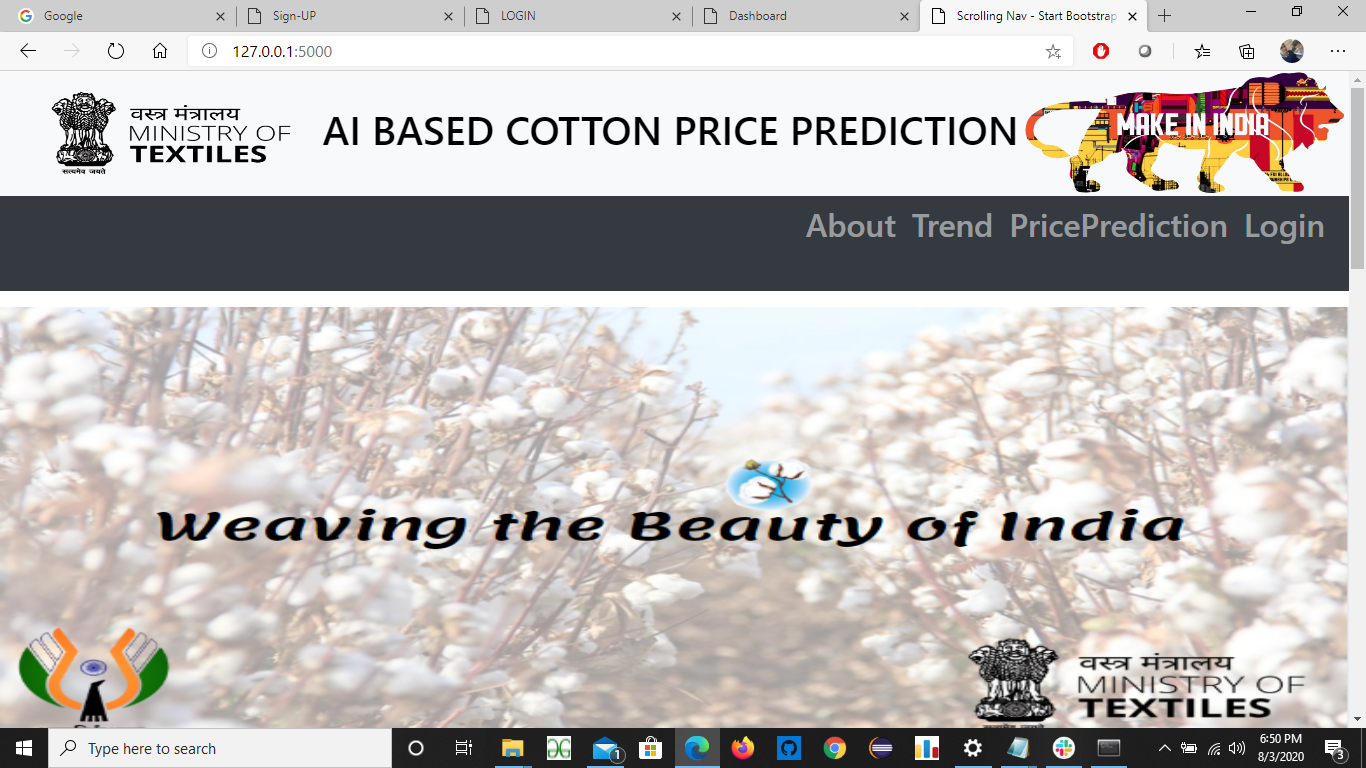 Google
Sign-UP
LOGIN
Dashboard
Scrolling Nav - Start Bootstrap
127.0.0.1:5000
वस्त्र मंत्रालय
MINISTRY OF
TEXTILES
सत्यमेव जयते
AI BASED COTTON PRICE PREDICTION
MAKE IN INDIA
About Trend PricePrediction Login
Weaving the Beauty of India
वस्त्र मंत्रालय
MINISTRY OF
TEXTILES
Type here to search
1
6:50 PM
8/3/2020
3